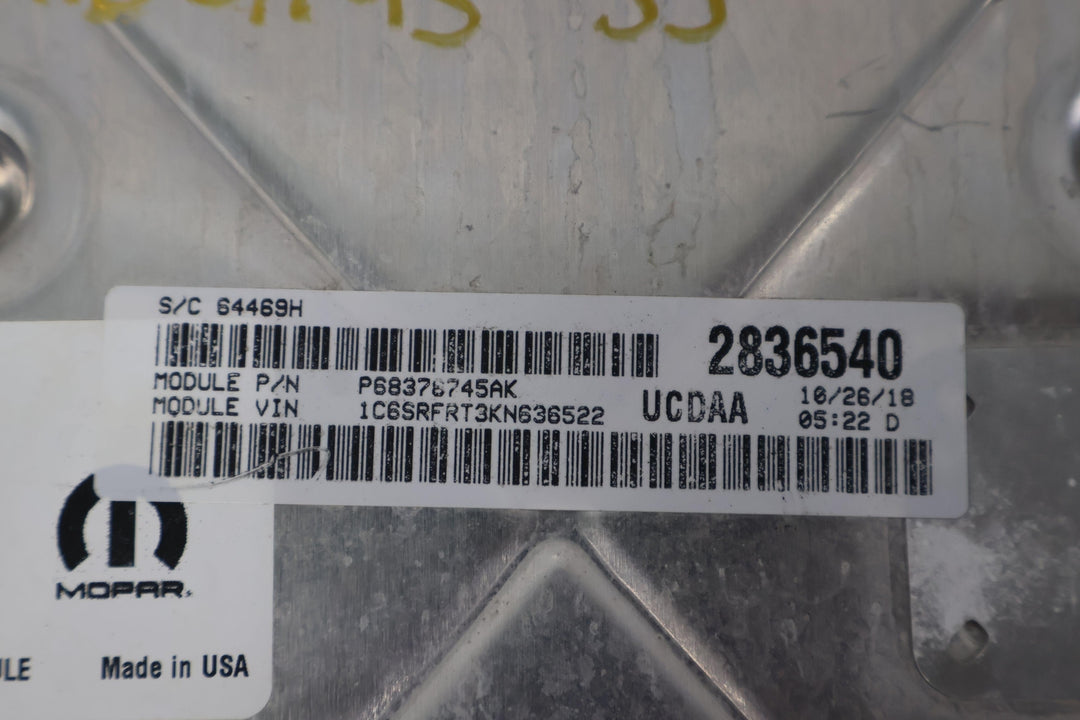 S/C 64469H
2836540
MODULE P/N P68376745AK
MODULE VIN 1C6SRFRT3KN636522
UCDAA
10/26/18
05:22 D
MOPAR
Made in USA